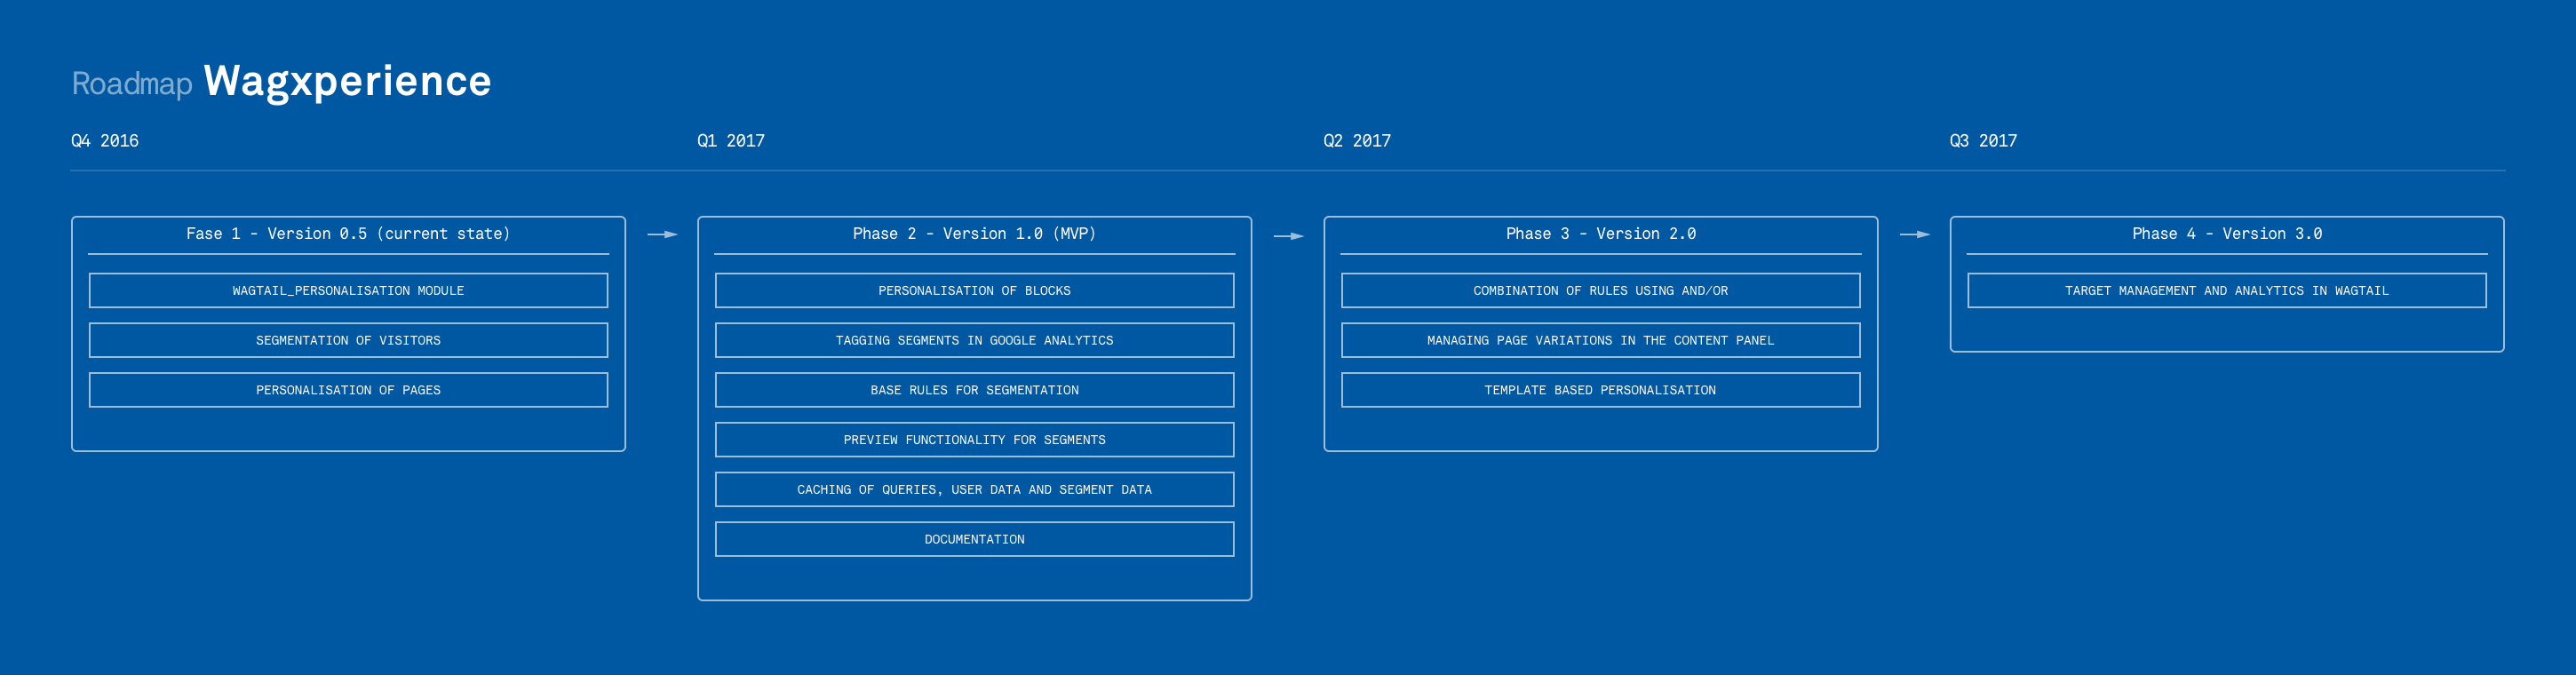 Roadmap Wagxperience
Q4 2016
Q1 2017
Q2 2017
Q3 2017
Fase 1 - Version 0.5 (current state)
WAGTAIL_PERSONALISATION MODULE
SEGMENTATION OF VISITORS
PERSONALISATION OF PAGES
Phase 2 - Version 1.0 (MVP)
PERSONALISATION OF BLOCKS
TAGGING SEGMENTS IN GOOGLE ANALYTICS
BASE RULES FOR SEGMENTATION
PREVIEW FUNCTIONALITY FOR SEGMENTS
CACHING OF QUERIES, USER DATA AND SEGMENT DATA
DOCUMENTATION
Phase 3 - Version 2.0
COMBINATION OF RULES USING AND/OR
MANAGING PAGE VARIATIONS IN THE CONTENT PANEL
TEMPLATE BASED PERSONALISATION
Phase 4 - Version 3.0
TARGET MANAGEMENT AND ANALYTICS IN WAGTAIL